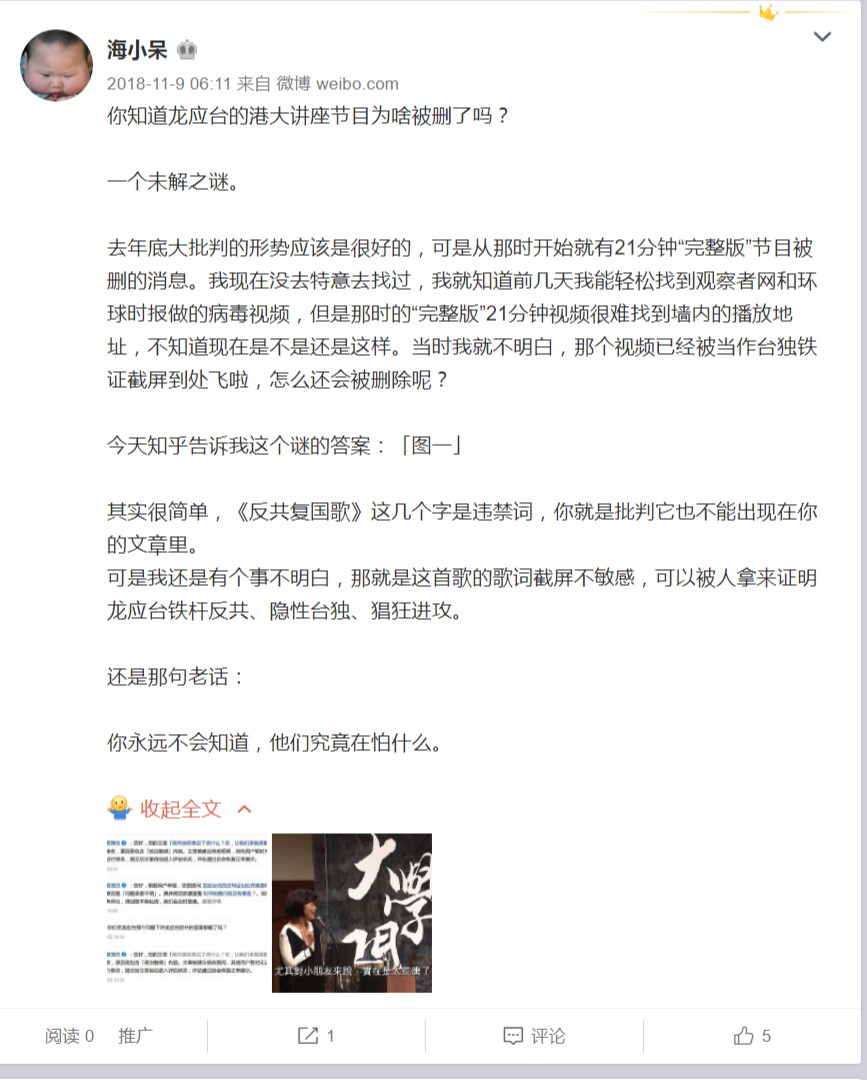 海小呆
2018-11-9 06:11 来自 微博 weibo.com
你知道龙应台的港大讲座节目为啥被删了吗？
一个未解之谜。
去年底大批判的形势应该是很好的，可是从那时开始就有21分钟“完整版”节目被
删的消息。我现在没去特意去找过，我就知道前几天我能轻松找到观察者网和环
球时报做的病毒视频，但是那时的“完整版”21分钟视频很难找到墙内的播放地
址，不知道现在是不是还是这样。当时我就不明白，那个视频已经被当作台独铁
证截屏到处飞啦，怎么还会被删除呢？
今天知乎告诉我这个谜的答案：「图一」
其实很简单，《反共复国歌》这几个字是违禁词，你就是批判它也不能出现在你
的文章里。
可是我还是有个事不明白，那就是这首歌的歌词截屏不敏感，可以被人拿来证明
龙应台铁杆反共、隐性台独、猖狂进攻。
还是那句老话：
你永远不会知道，他们究竟在怕什么。
收起全文
大學問
尤其對小朋友來說
阅读 0 推广 1 评论 5